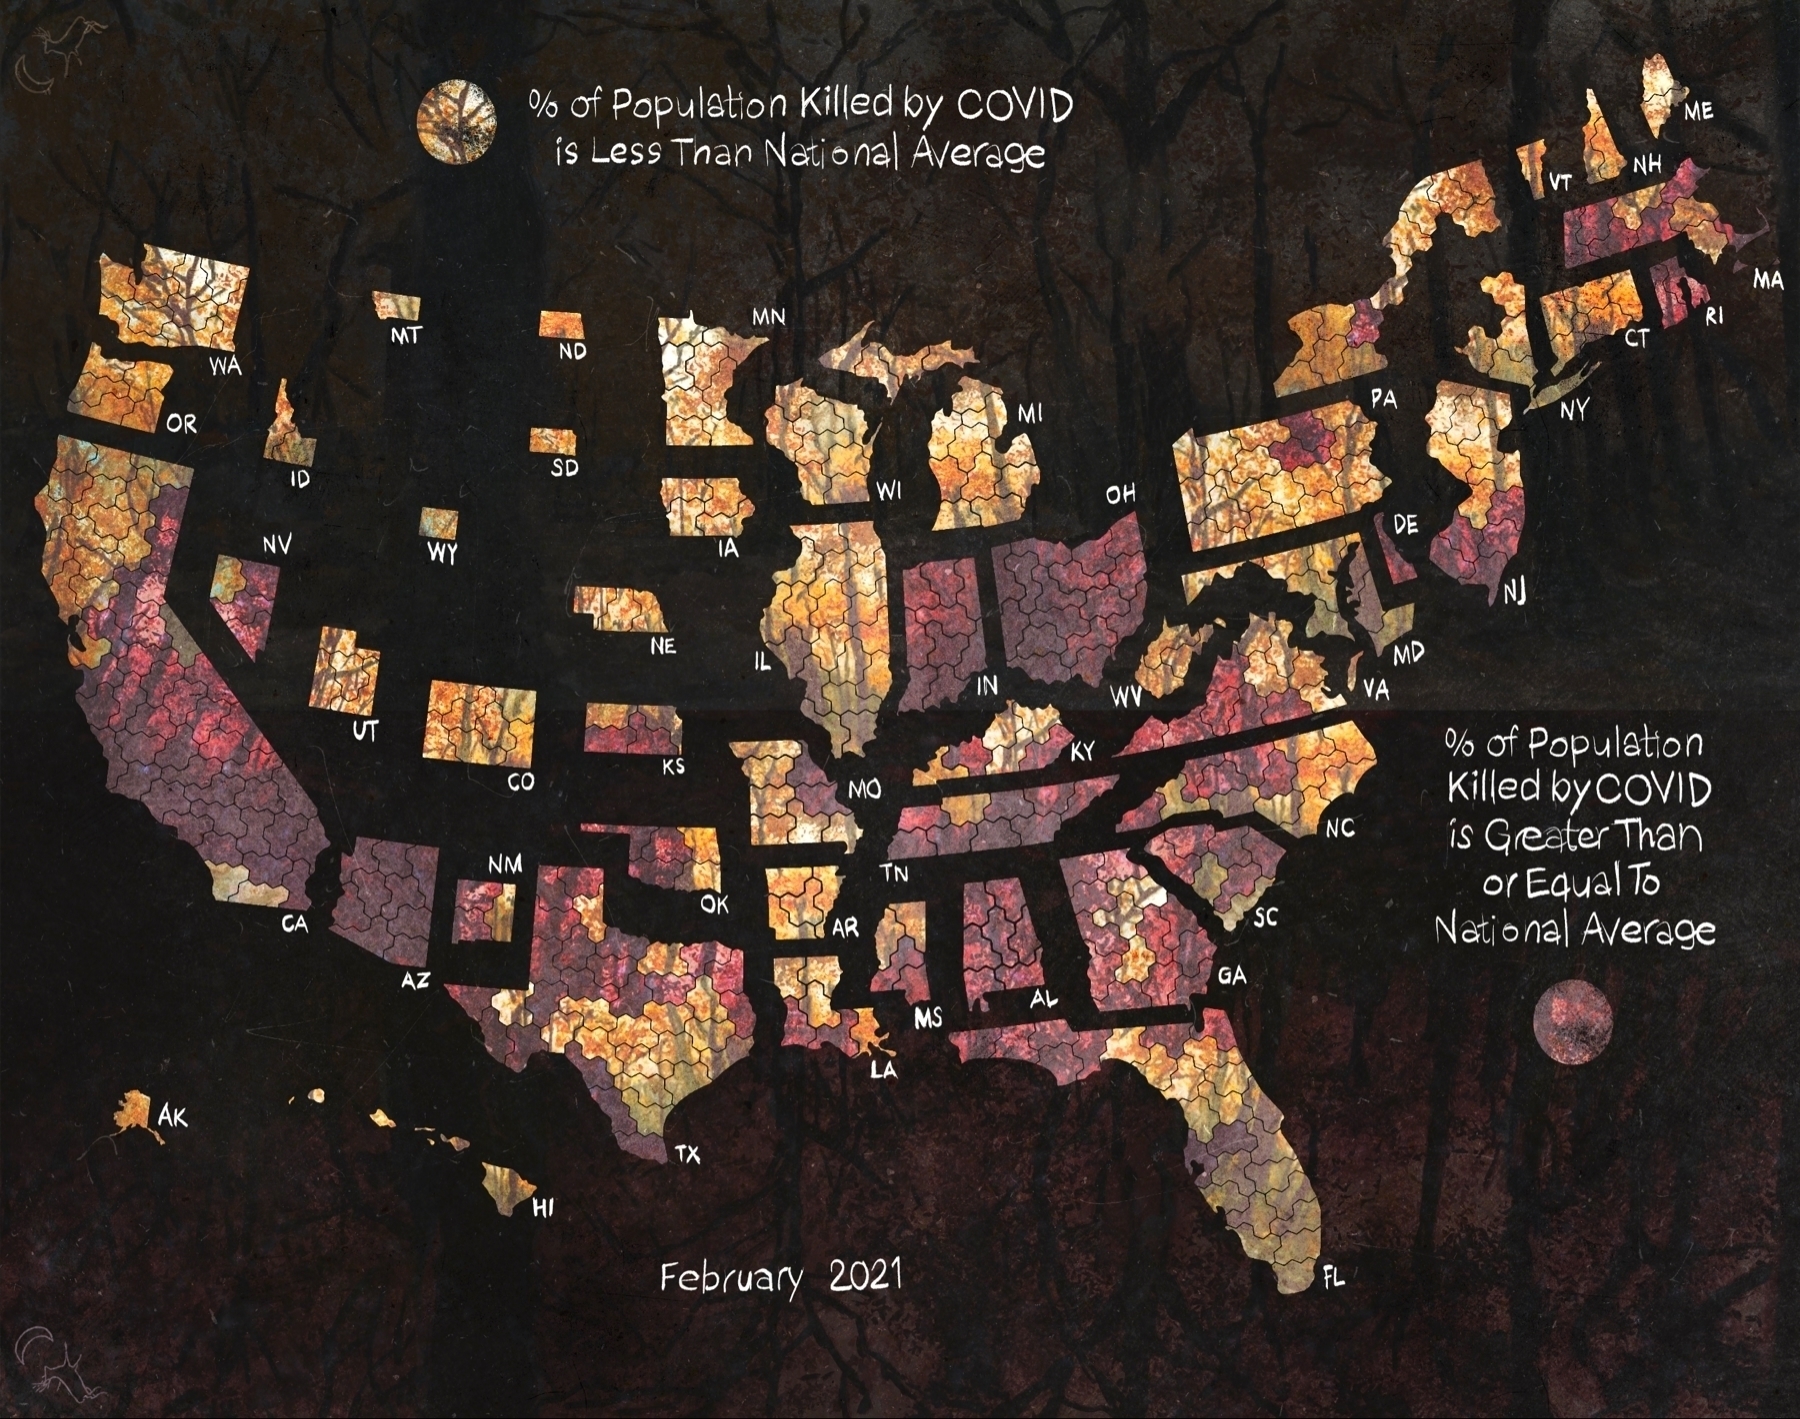 % of Population Killed by COVID
is Less Than National Average
ME
NH
VT
MA
RI
CT
NY
PA
NJ
DE
MD
VA
WV
OH
MI
MN
WI
IA
ND
SD
MT
WA
OR
ID
WY
NV
NE
UT
CO
KS
IL
IN
KY
MO
TN
NC
SC
GA
AL
MS
AR
LA
OK
NM
AZ
CA
TX
FL
AK
HI
% of Population
Killed by COVID
is Greater Than
or Equal To
National Average
February 2021